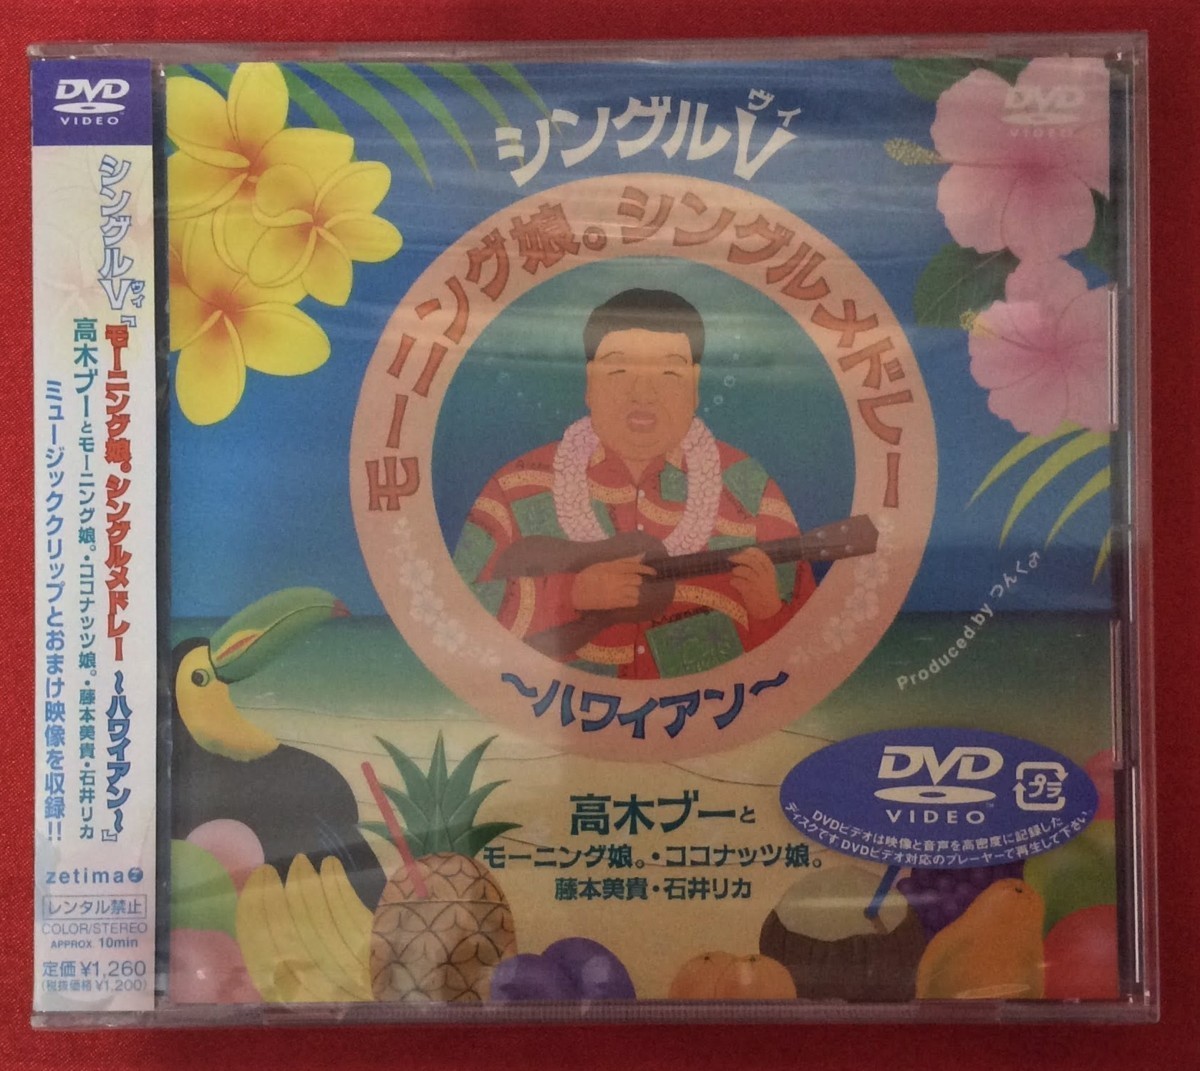 DVD
VIDEO
シングルV
ヴィ
『モーニング娘。シングルメドレー ～ハワイアン～』
高木ブーとモーニング娘。・ココナッツ娘。・藤本美貴・石井リカ
ミュージッククリップとおまけ映像を収録!!
zetima
レンタル禁止
COLOR/STEREO
APPROX. 10min
定価¥1,260
(税抜価格¥1,200)
シングルV
ヴィ
DVD
VIDEO
モーニング娘。シングルメドレー
～ハワイアン～
Produced by つんく♂
高木ブーと
モーニング娘。・ココナッツ娘。
藤本美貴・石井リカ
DVD
VIDEO
プラ
DVDビデオは映像と音声を高密度に記録した
ディスクです DVDビデオ対応のプレーヤーで再生して下さい